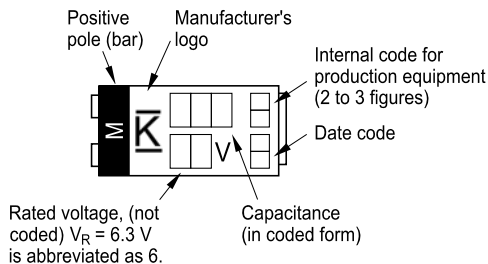 Positive
pole (bar)
Manufacturer's
logo
Internal code for
production equipment
(2 to 3 figures)
M
K
V
Date code
Rated voltage, (not
coded) VR = 6.3 V
is abbreviated as 6.
Capacitance
(in coded form)